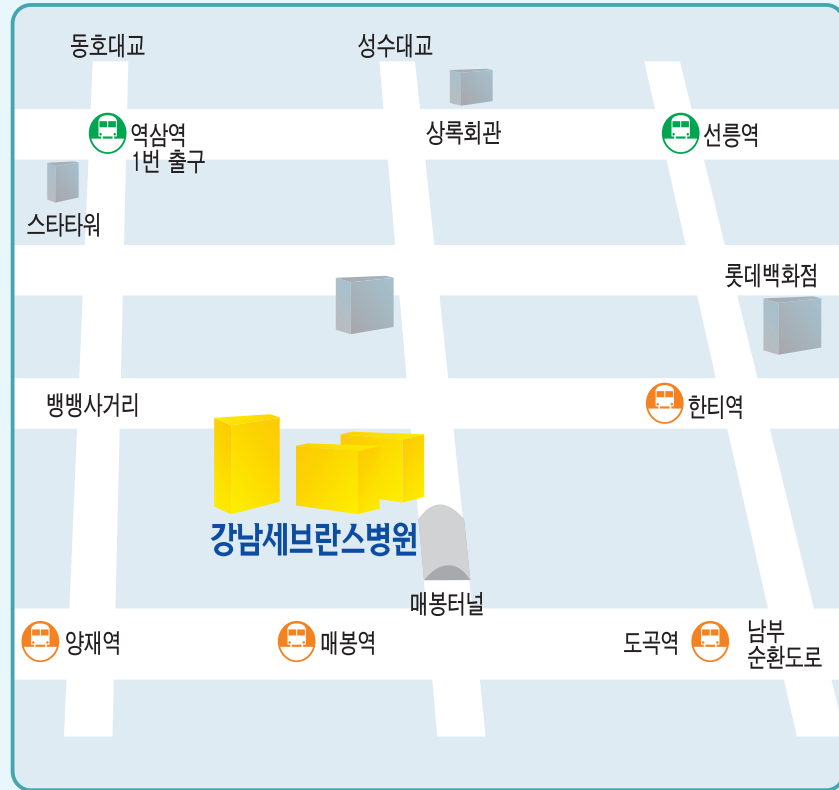 동호대교
성수대교
역삼역
1번 출구
상록회관
선릉역
스타타워
롯데백화점
뱅뱅사거리
한티역
강남세브란스병원
매봉터널
양재역
매봉역
도곡역
남부
순환도로